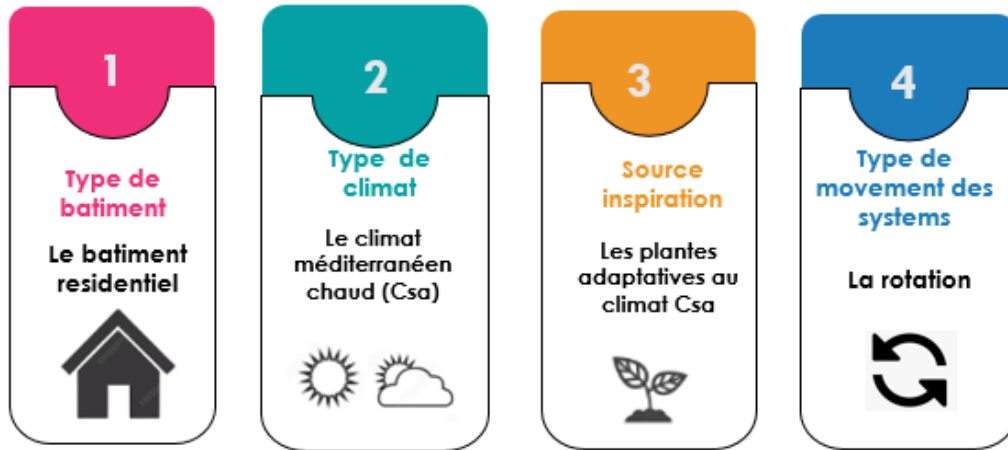 1
Type de
batiment
Le batiment
residentiel
2
Type de
climat
Le climat
méditerranéen
chaud (Csa)
3
Source
inspiration
Les plantes
adaptatives au
climat Csa
4
Type de
movement des
systems
La rotation